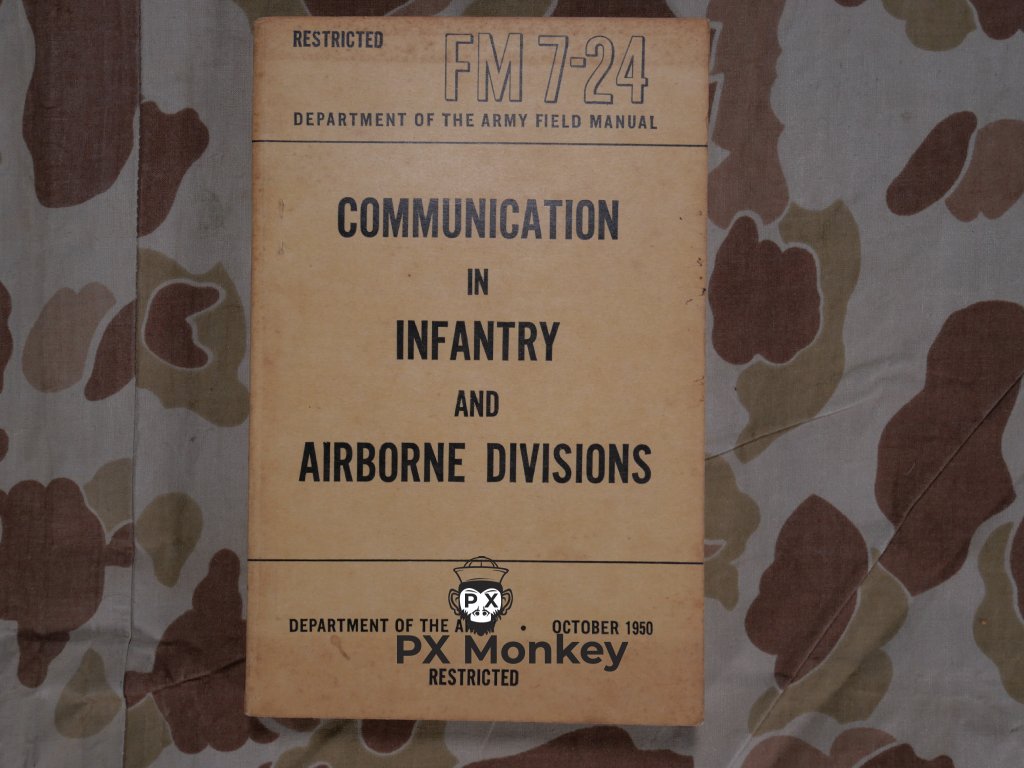 RESTRICTED
FM 7-24
DEPARTMENT OF THE ARMY FIELD MANUAL
COMMUNICATION
IN
INFANTRY
AND
AIRBORNE DIVISIONS
PX
DEPARTMENT OF THE ARMY • OCTOBER 1950
PX Monkey
RESTRICTED